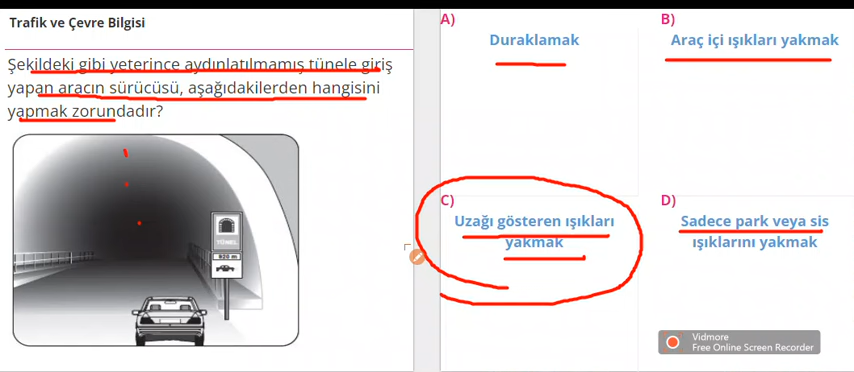 Trafik ve Çevre Bilgisi
Şekildeki gibi yeterince aydınlatılmamış tünele giriş
yapan aracın sürücüsü, aşağıdakilerden hangisini
yapmak zorundadır?
TÜNEL
920 m
A)
Duraklamak
B)
Araç içi ışıkları yakmak
C)
Uzağı gösteren ışıkları
yakmak
D)
Sadece park veya sis
ışıklarını yakmak
Vidmore
Free Online Screen Recorder